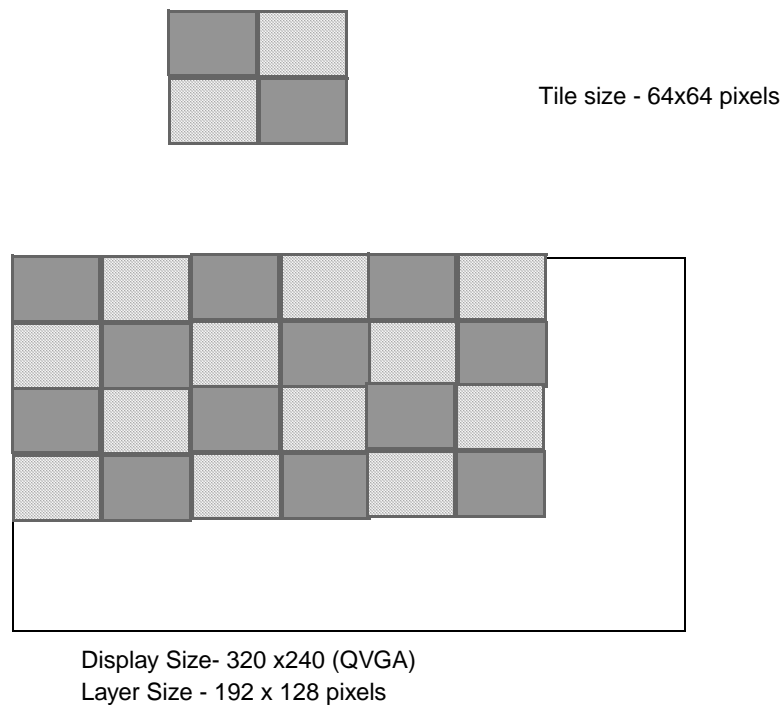 Tile size - 64x64 pixels
Display Size- 320 x240 (QVGA)
Layer Size - 192 x 128 pixels